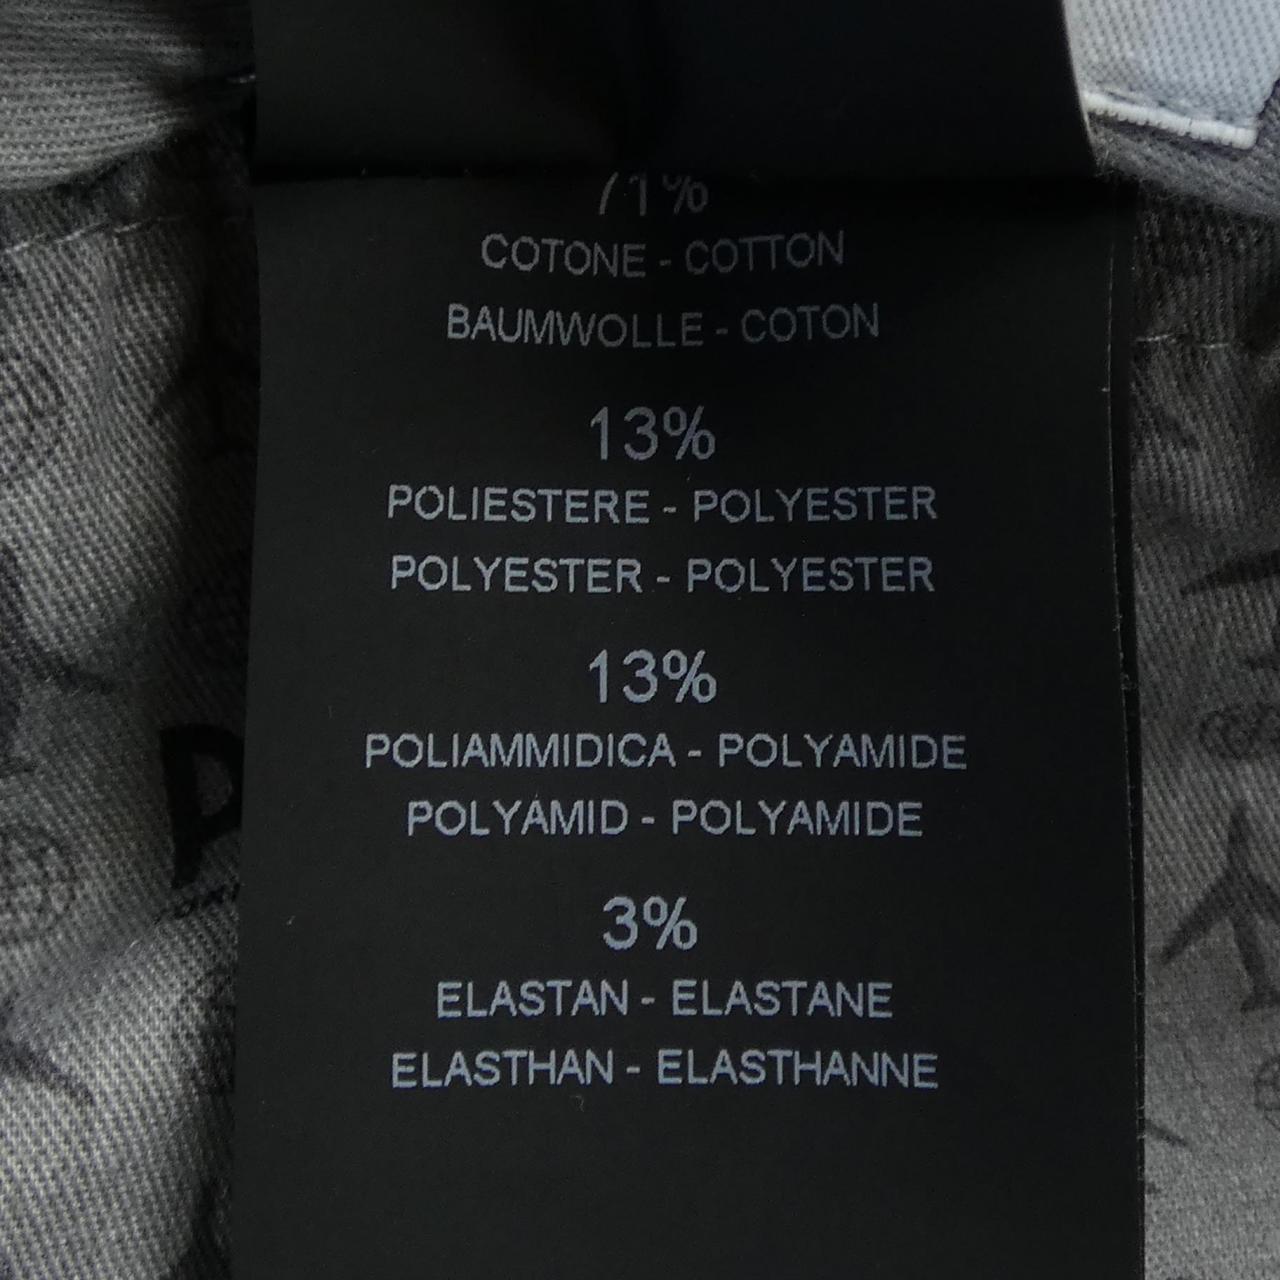 71%
COTONE - COTTON
BAUMWOLLE - COTON
13%
POLIESTERE - POLYESTER
POLYESTER - POLYESTER
13%
POLIAMMIDICA - POLYAMIDE
POLYAMID - POLYAMIDE
3%
ELASTAN - ELASTANE
ELASTHAN - ELASTHANNE